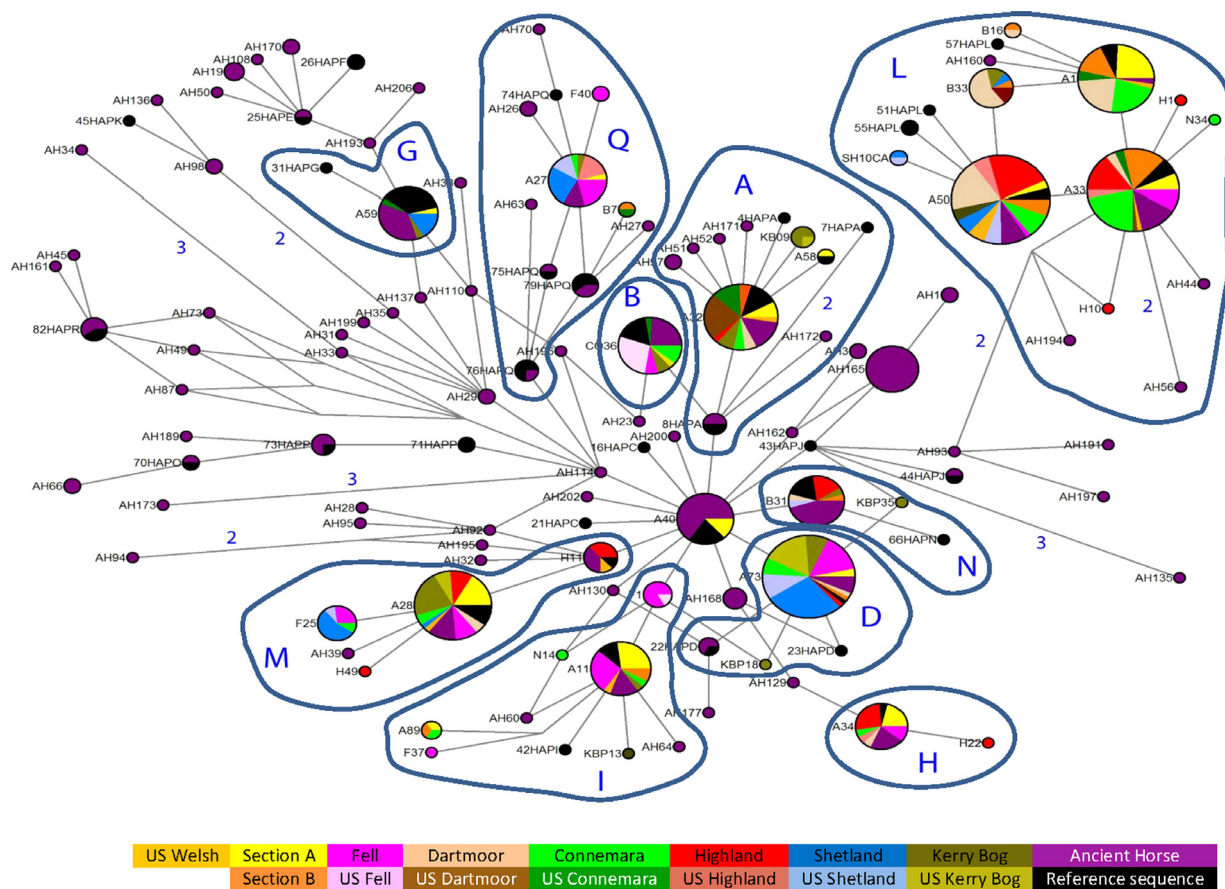 AH70
B16
57HAPL
AH170
AH108
26HAPF
L
AH160
A1
AH19
AH206
74HAPQ
F40
B33
AH50
AH26
AH136
25HAPE
51HAPL
H1
45HAPK
N34
Q
55HAPL
AH193
G
AH34
AH98
31HAPG
SH10CA
A27
A
A50
A33
A59
AH63
B7
4HAPA
7HAPA
3
2
AH27
AH171
KB09
AH52
AH51
A58
AH45
AH97
AH161
75HAPQ
2
79HAPQ
AH44
AH137
AH110
B
AH1
H10
2
82HAPR
AH73
AH199
AH35
A32
2
AH31
CO36
AH172
AH194
AH49
AH33
AH3
76HAPQ
AH165
AH87
AH29
AH56
AH23
8HAPA
AH189
73HAPP
71HAPP
AH200
AH162
16HAPC
43HAPJ
AH93
AH191
70HAPO
AH66
AH114
44HAPJ
3
AH173
AH202
B31
KBP35
AH197
AH28
A40
AH95
AH92
21HAPC
2
66HAPN
N
3
AH94
AH195
AH32
H11
A73
AH135
AH130
1
AH168
A28
D
F25
22HAPD
23HAPD
AH39
N14
M
H49
A11
KBP18
AH129
AH60
AH177
A89
A34
F37
42HAPI
KBP13
AH64
H22
I
H
US Welsh Section A Fell Dartmoor Connemara Highland Shetland Kerry Bog Ancient Horse
Section B US Fell US Dartmoor US Connemara US Highland US Shetland US Kerry Bog Reference sequence